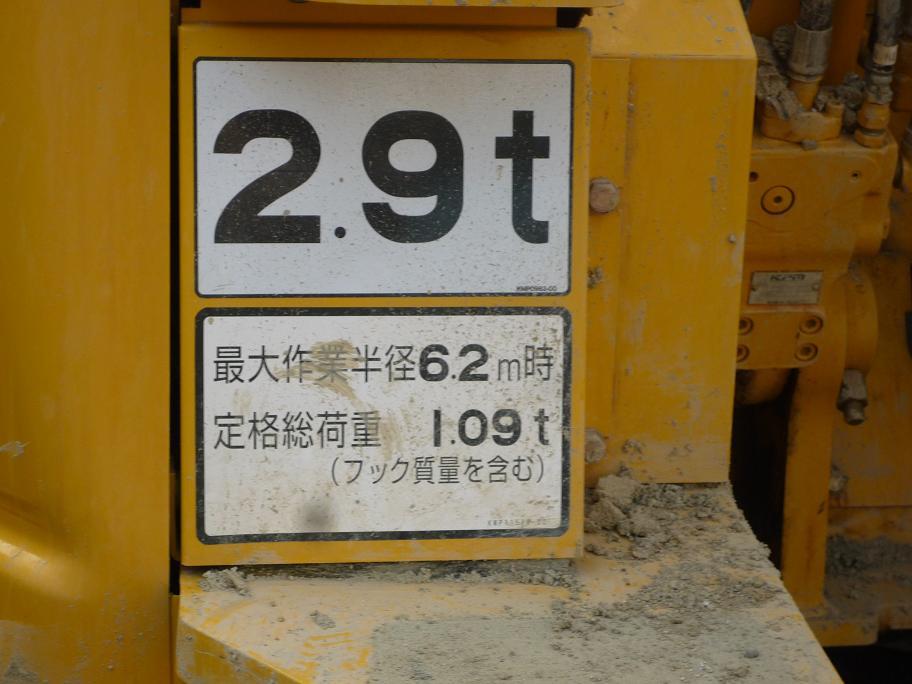 2.9t
最大作業半径6.2m時
定格総荷重 1.09t
(フック質量を含む)